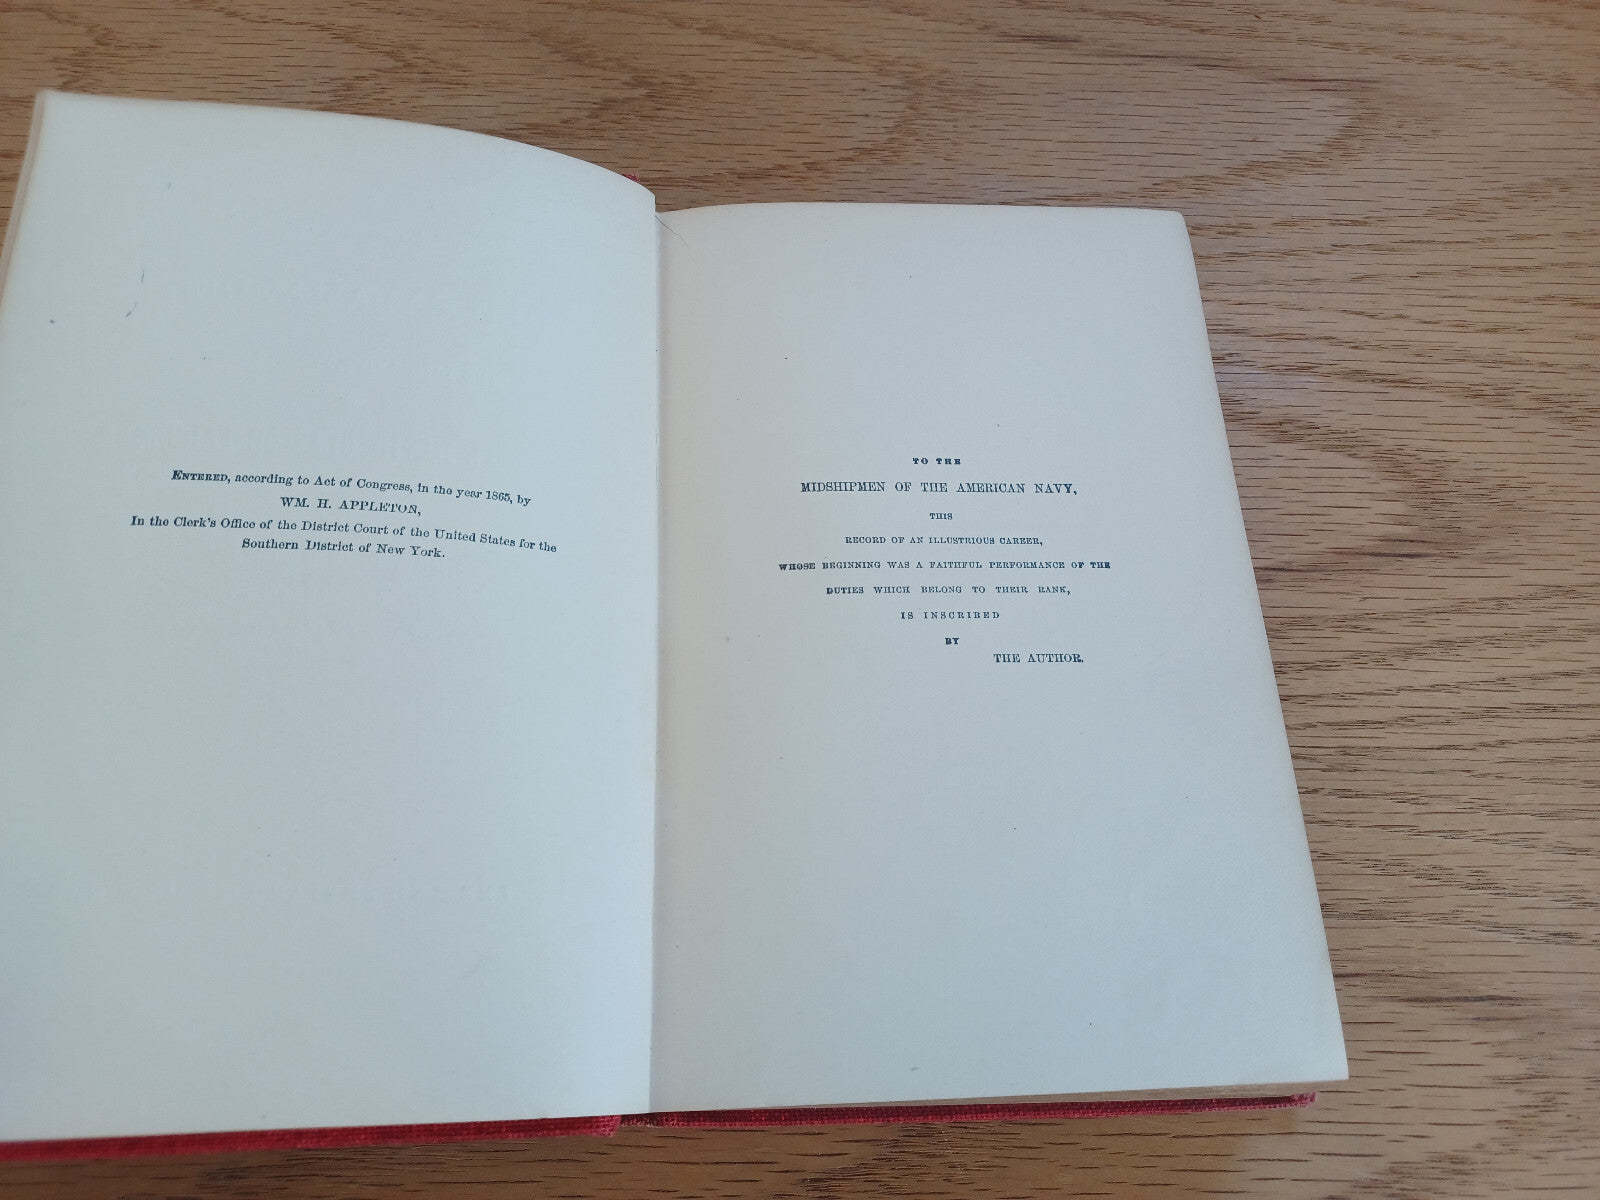 ENTERED, according to Act of Congress, in the year 1865, by
WM. H. APPLETON,
In the Clerk's Office of the District Court of the United States for the
Southern District of New York.
TO THE
MIDSHIPMEN OF THE AMERICAN NAVY,
THIS
RECORD OF AN ILLUSTRIOUS CAREER,
WHOSE BEGINNING WAS A FAITHFUL PERFORMANCE OF THE
DUTIES WHICH BELONG TO THEIR RANK,
IS INSCRIBED
BY
THE AUTHOR.